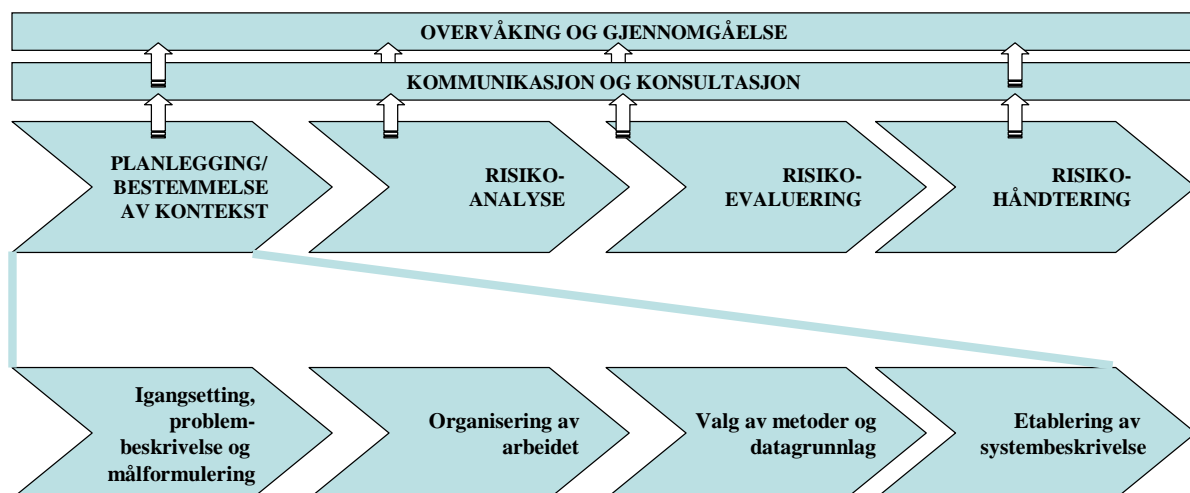 OVERVÅKING OG GJENNOMGÅELSE
KOMMUNIKASJON OG KONSULTASJON
PLANLEGGING/
BESTEMMELSE
AV KONTEKST
RISIKO-
ANALYSE
RISIKO-
EVALUERING
RISIKO-
HÅNDTERING
Igangsetting,
problem-
beskrivelse og
målformulering
Organisering av
arbeidet
Valg av metoder og
datagrunnlag
Etablering av
systembeskrivelse